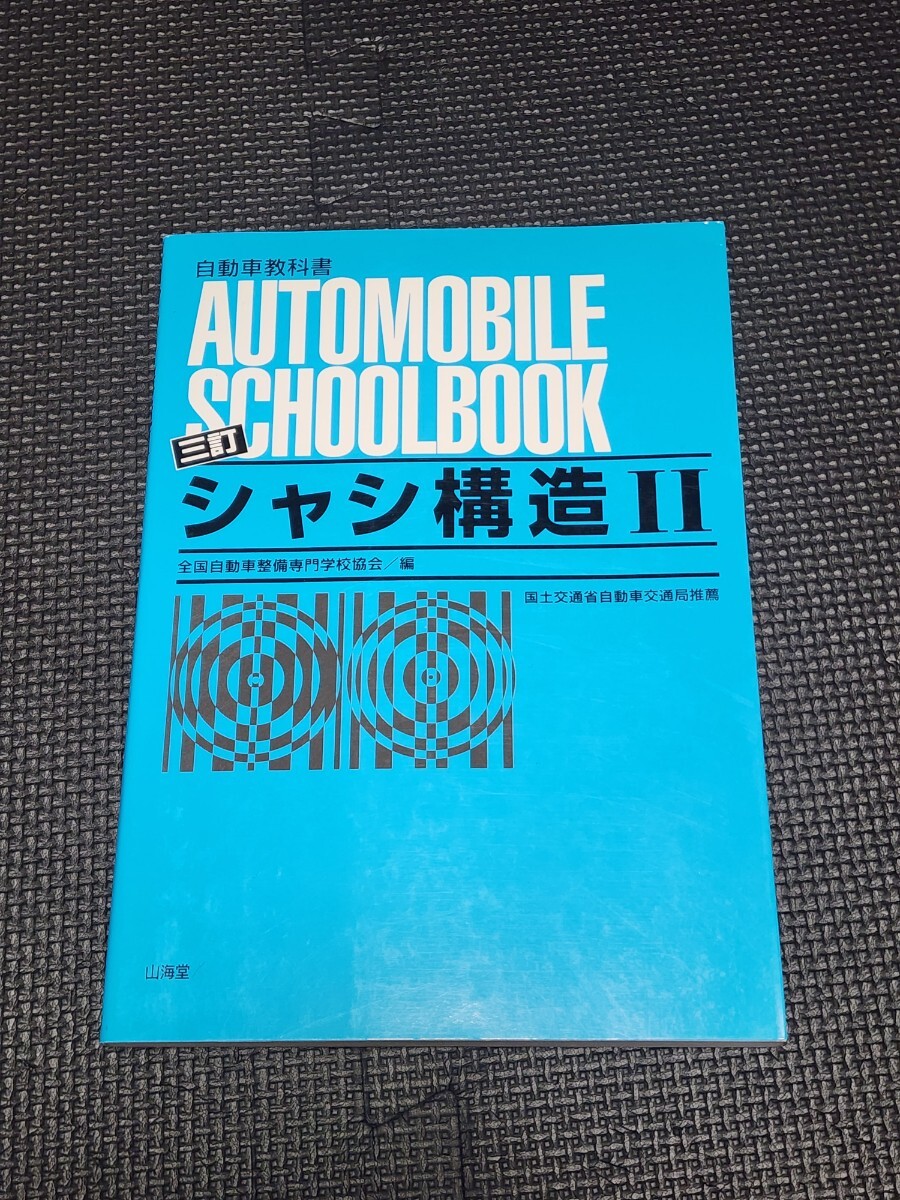 自動車教科書
AUTOMOBILE
SCHOOLBOOK
三訂
シャシ構造II
全国自動車整備専門学校協会／編
国土交通省自動車交通局推薦
山海堂